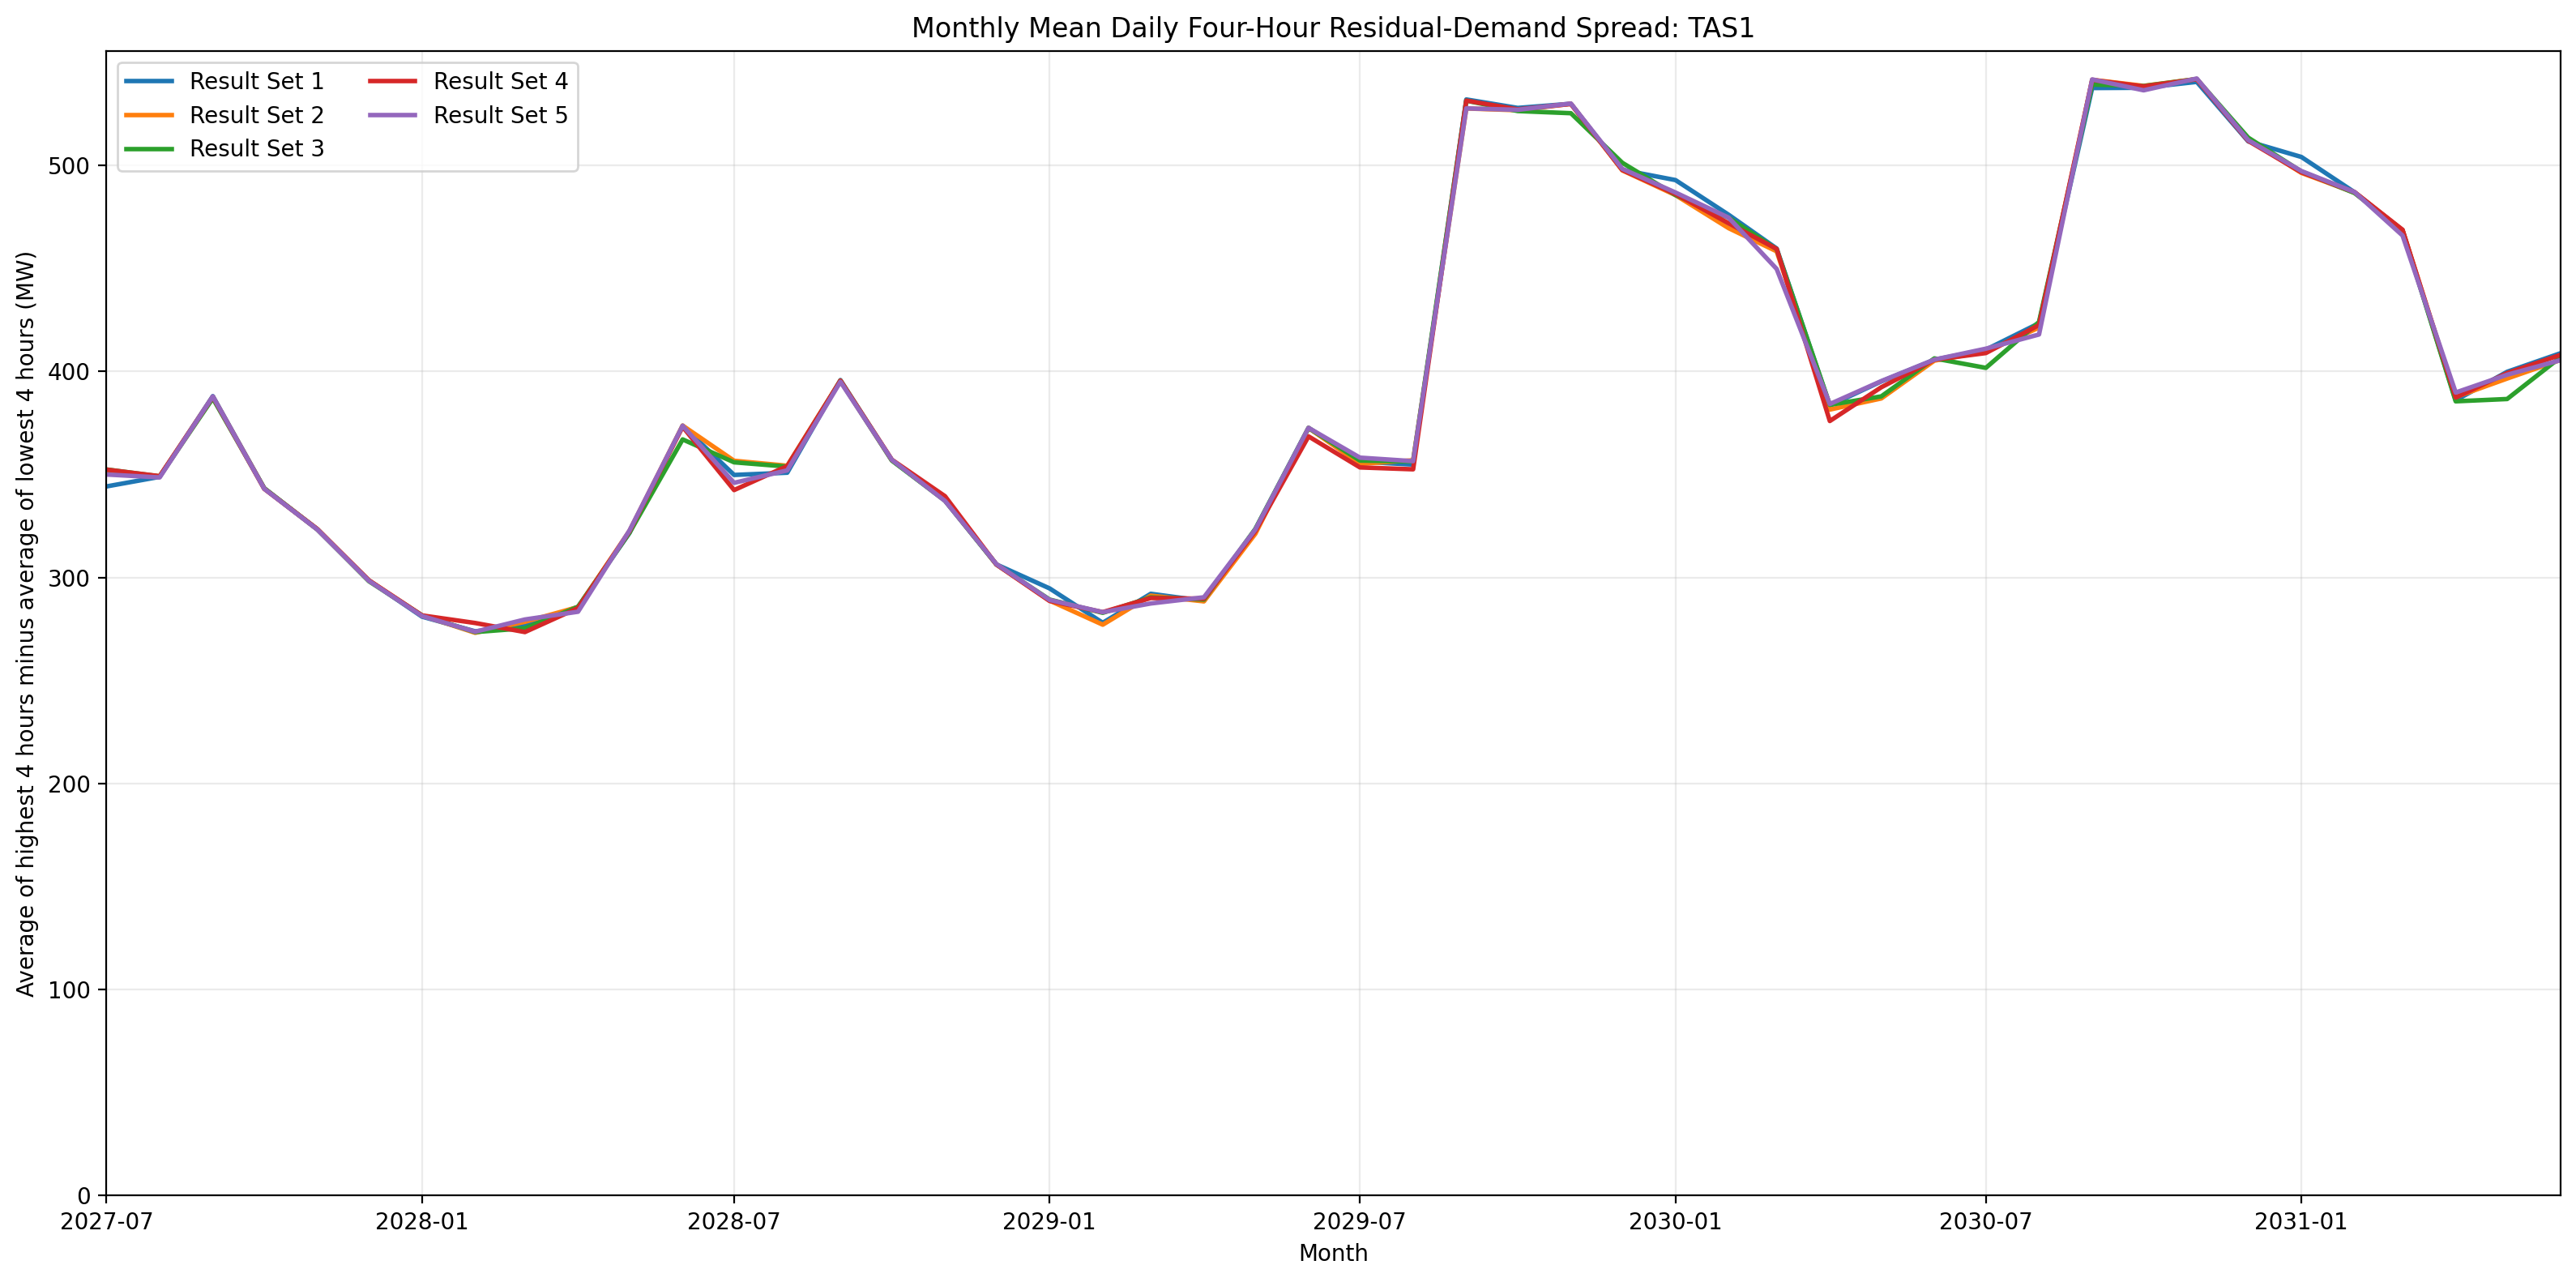 Monthly Mean Daily Four-Hour Residual-Demand Spread: TAS1
Result Set 1
Result Set 2
Result Set 3
Result Set 4
Result Set 5
Average of highest 4 hours minus average of lowest 4 hours (MW)
500
400
300
200
100
0
2027-07
2028-01
2028-07
2029-01
2029-07
2030-01
2030-07
2031-01
Month